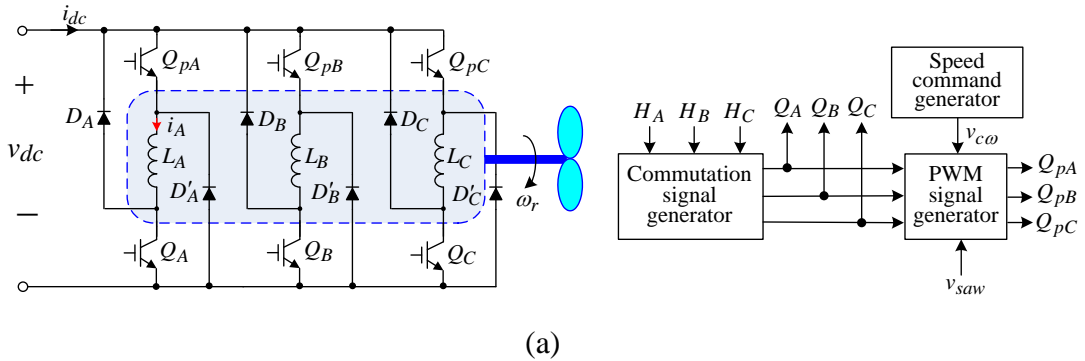 i_dc
Q_pA Q_pB Q_pC
+
v_dc
−
D_A D_B D_C
i_A
L_A L_B L_C
D'_A D'_B D'_C
ω_r
Q_A Q_B Q_C
Speed
command
generator
H_A H_B H_C Q_A Q_B Q_C
v_cω
Commutation
signal
generator
PWM
signal
generator
Q_pA
Q_pB
Q_pC
v_saw
(a)